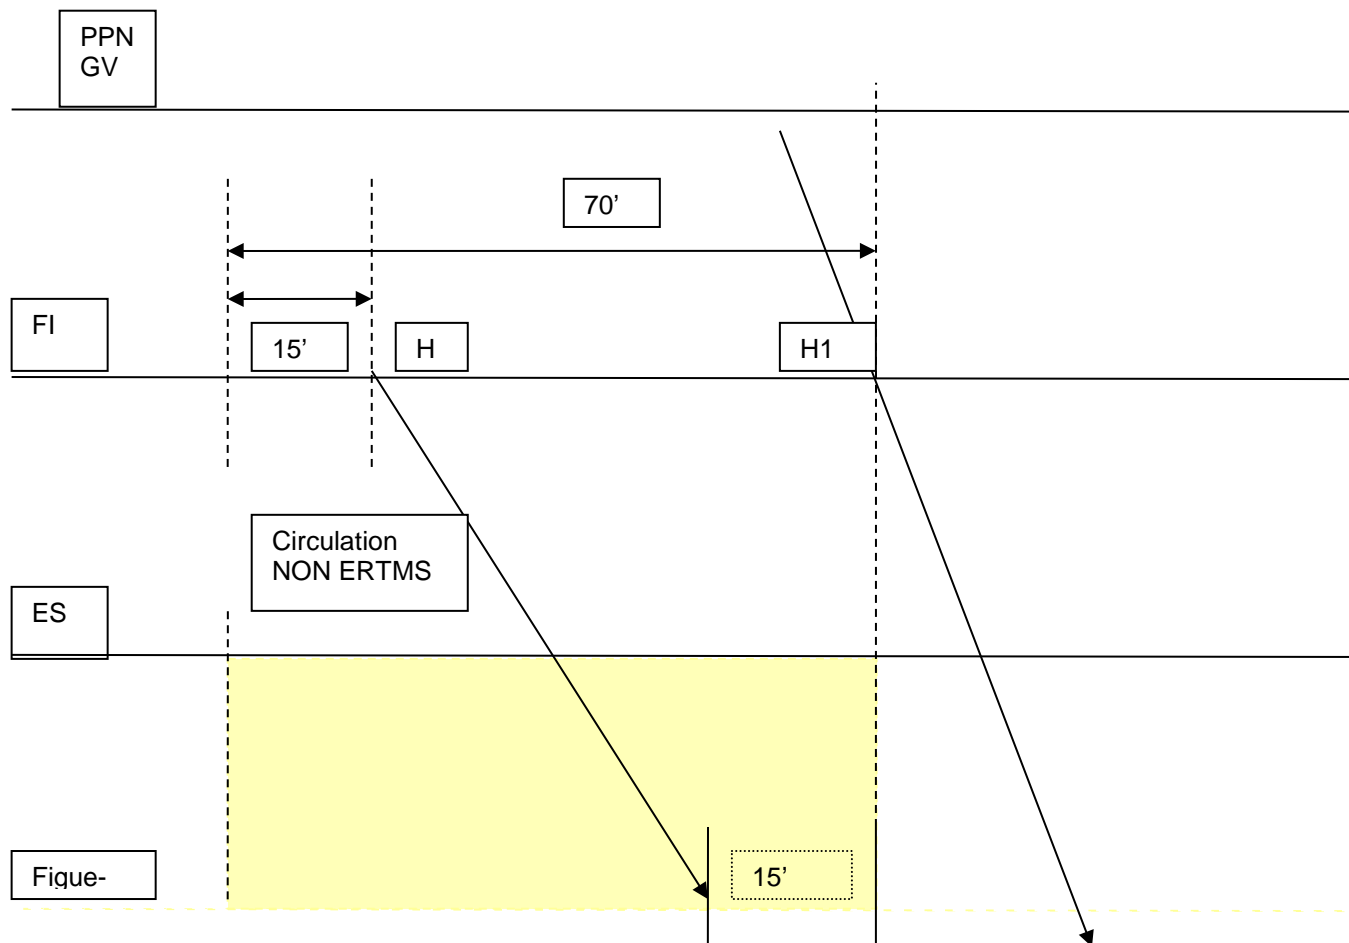 PPN
GV
70’
FI
15’
H
H1
Circulation
NON ERTMS
ES
Figue-
15’